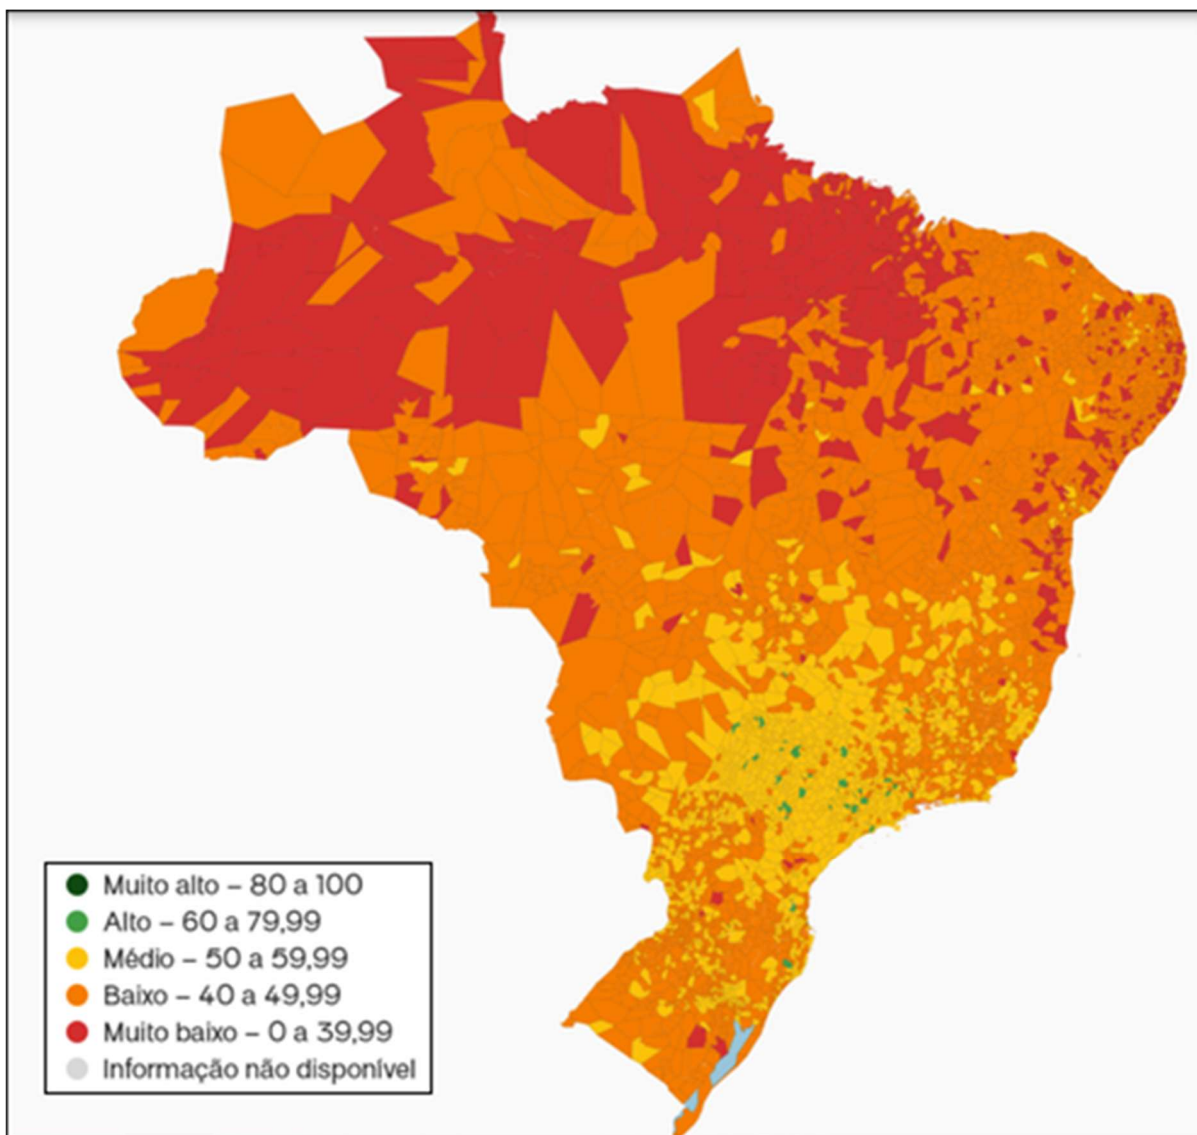 Muito alto – 80 a 100
Alto – 60 a 79,99
Médio – 50 a 59,99
Baixo – 40 a 49,99
Muito baixo – 0 a 39,99
Informação não disponível